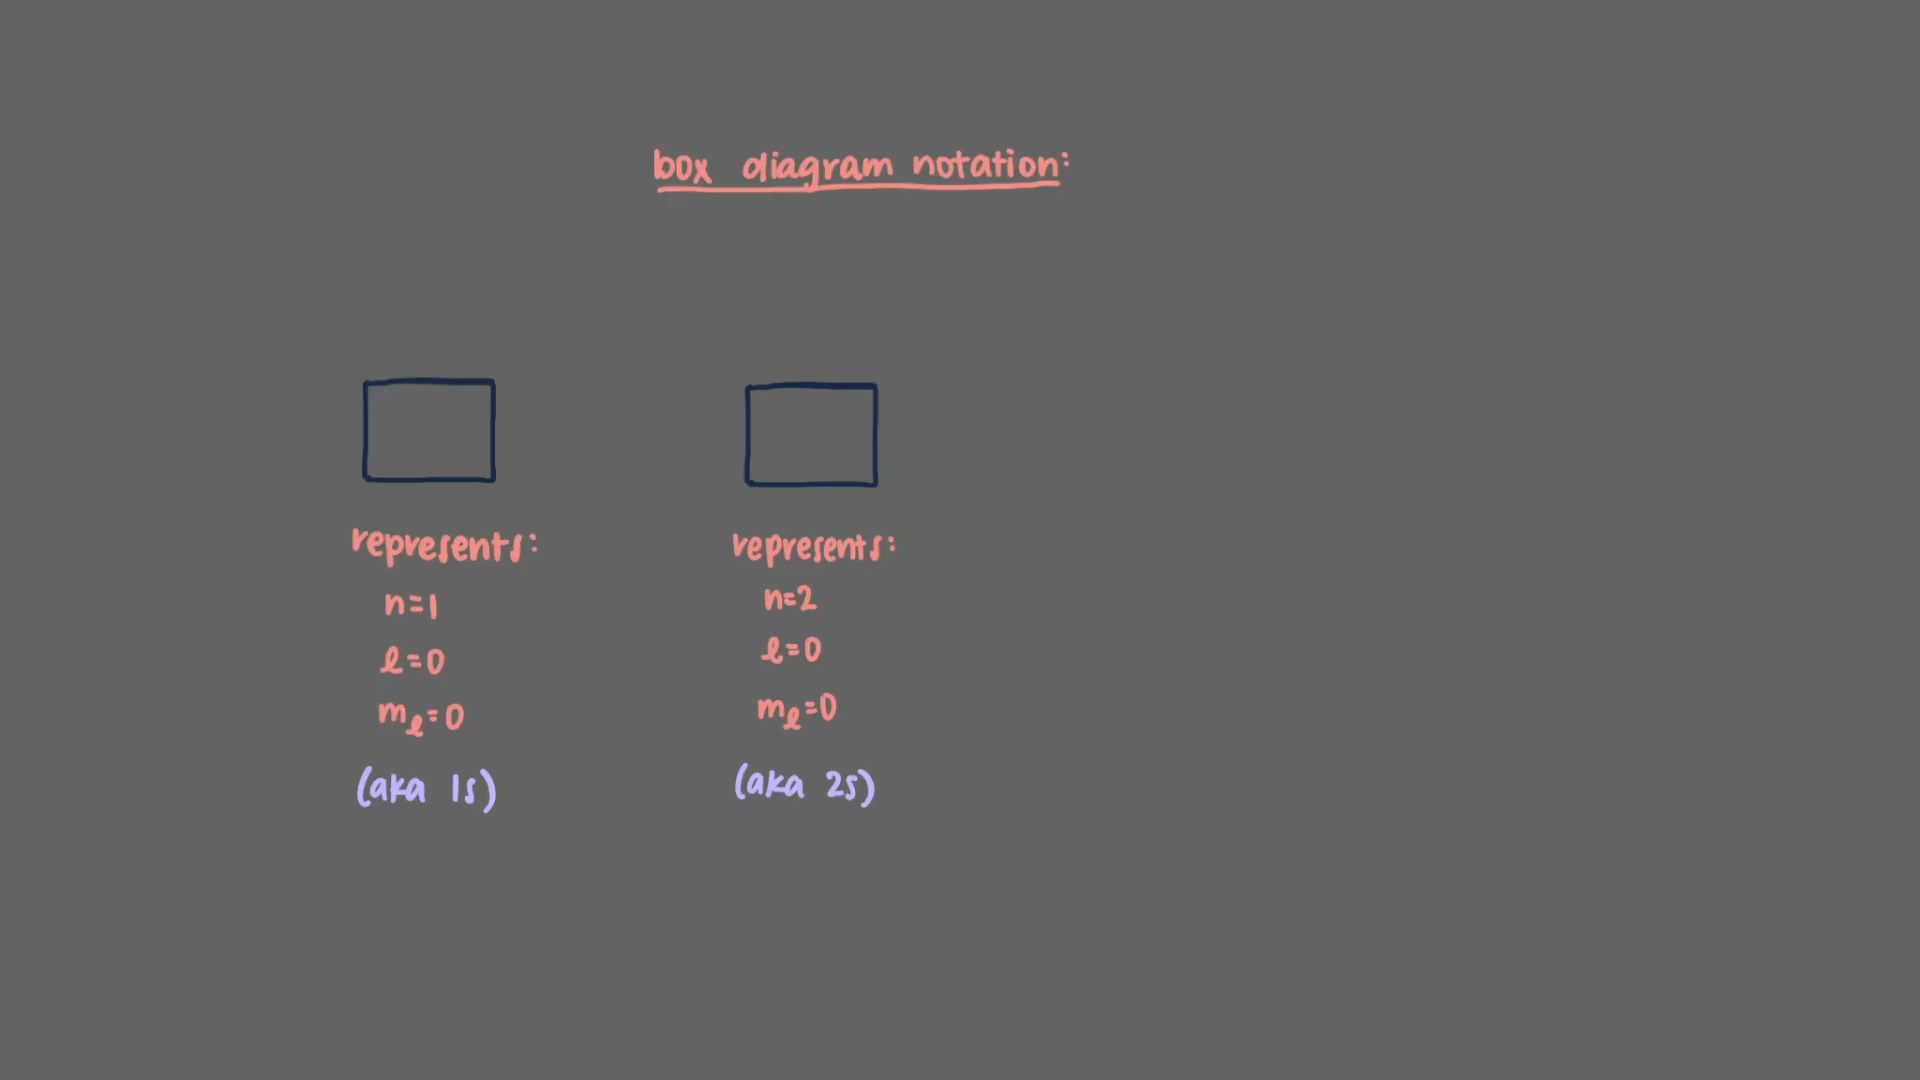 box diagram notation:
represents:
n=1
l=0
ml=0
(aka 1s)
represents:
n=2
l=0
ml=0
(aka 2s)